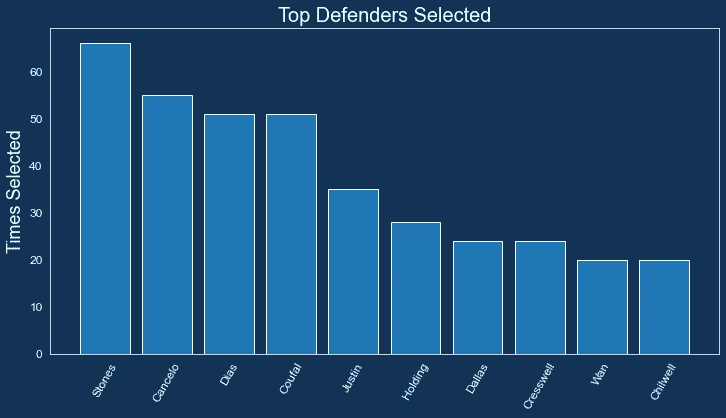 Top Defenders Selected
Times Selected
60
50
40
30
20
10
0
Stones
Cancelo
Dias
Coufal
Justin
Holding
Dallas
Cresswell
Wan
Chilwell